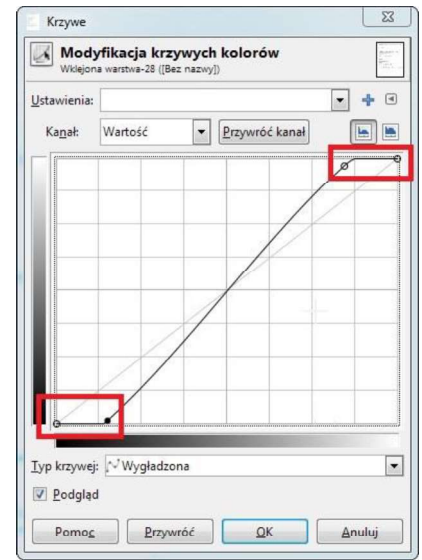 Krzywe
Modyfikacja krzywych kolorów
Wklejona warstwa-28 ([Bez nazwy])
Ustawienia:
Kanał: Wartość Przywróć kanał
Typ krzywej: Wygładzona
Podgląd
Pomoc Przywróć OK Anuluj